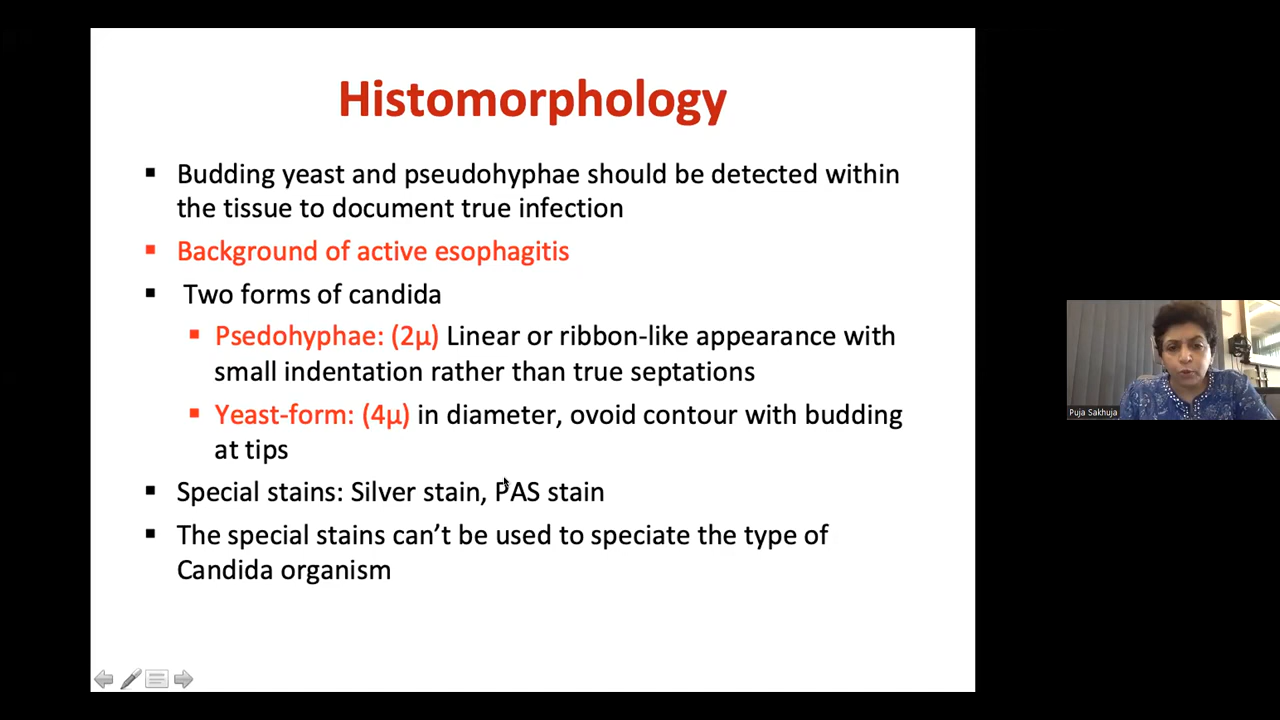 Histomorphology
▪ Budding yeast and pseudohyphae should be detected within
the tissue to document true infection
▪ Background of active esophagitis
▪ Two forms of candida
▪ Psedohyphae: (2µ) Linear or ribbon-like appearance with
small indentation rather than true septations
▪ Yeast-form: (4µ) in diameter, ovoid contour with budding
at tips
▪ Special stains: Silver stain, PAS stain
▪ The special stains can’t be used to speciate the type of
Candida organism
Puja Sakhuja